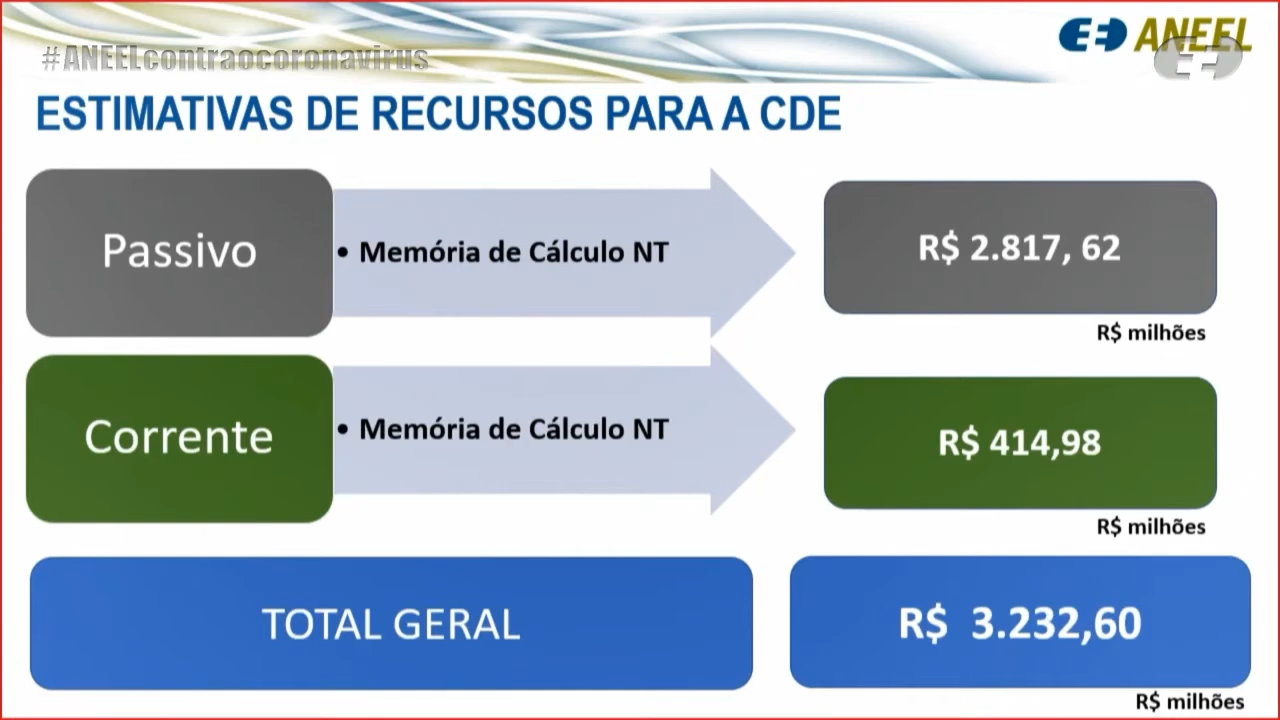 #ANEELcontraocoronavirus
ANEEL
ESTIMATIVAS DE RECURSOS PARA A CDE
Passivo
• Memória de Cálculo NT
R$ 2.817, 62
R$ milhões
Corrente
• Memória de Cálculo NT
R$ 414,98
R$ milhões
TOTAL GERAL
R$ 3.232,60
R$ milhões